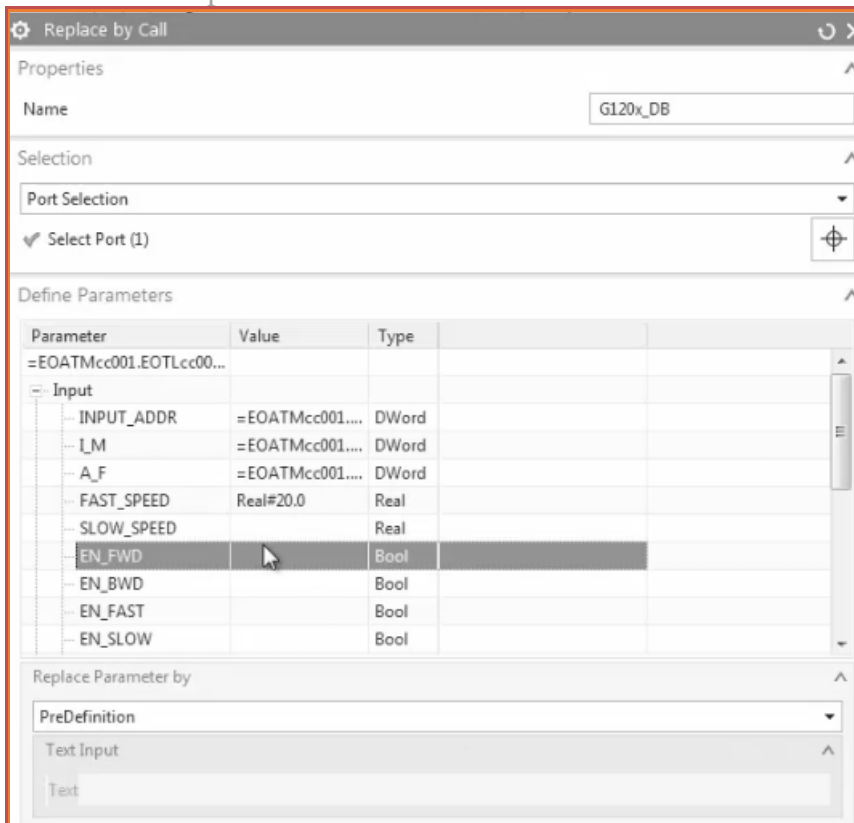 Replace by Call
Properties
Name G120x_DB
Selection
Port Selection
Select Port (1)
Define Parameters
Parameter Value Type
=EOATMcc001.EOTLcc00...
Input
INPUT_ADDR =EOATMcc001.... DWord
I_M =EOATMcc001.... DWord
A_F =EOATMcc001.... DWord
FAST_SPEED Real#20.0 Real
SLOW_SPEED Real
EN_FWD Bool
EN_BWD Bool
EN_FAST Bool
EN_SLOW Bool
Replace Parameter by
PreDefinition
Text Input
Text